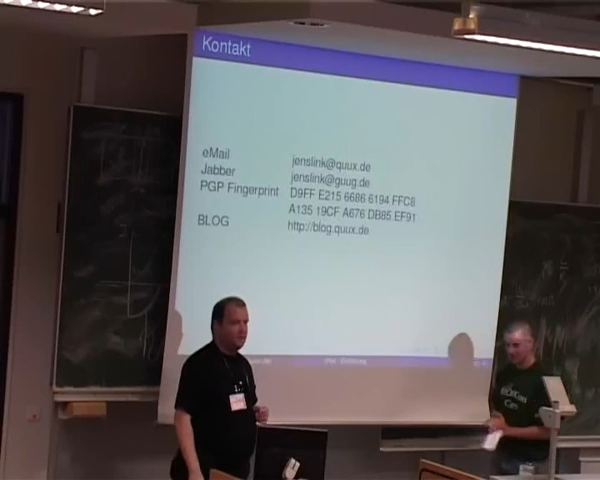 Kontakt
eMail jenslink@quux.de
Jabber jenslink@guug.de
PGP Fingerprint D9FF E215 6686 6194 FFC8
A135 19CF A676 DB85 EF91
BLOG http://blog.quux.de